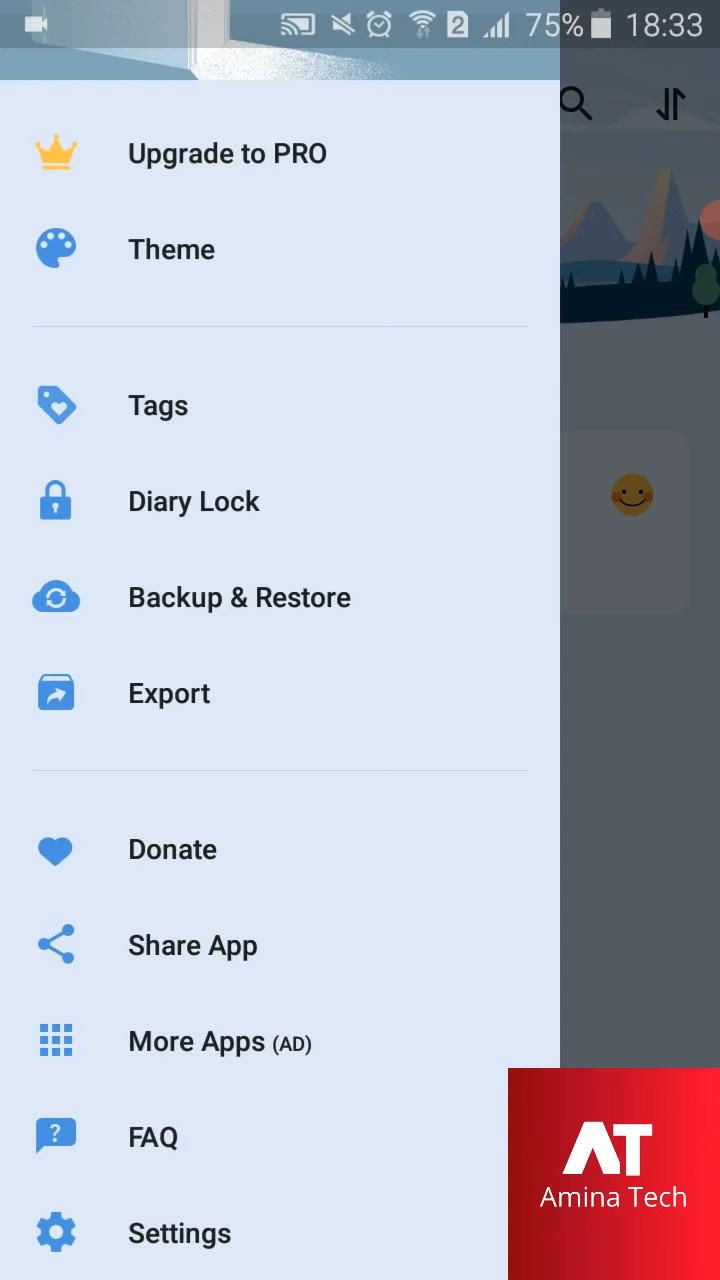 2 75% 18:33
Upgrade to PRO
Theme
Tags
Diary Lock
Backup & Restore
Export
Donate
Share App
More Apps (AD)
FAQ
Settings
AT
Amina Tech